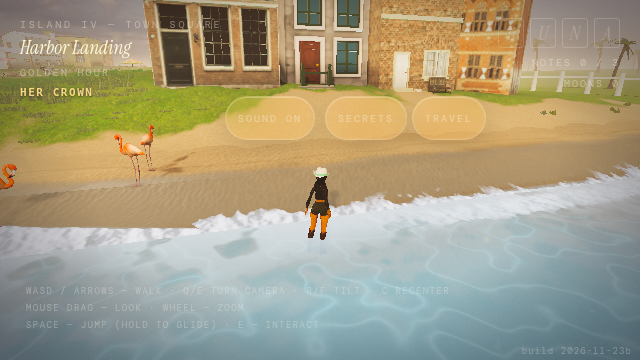 ISLAND IV — TOWN SQUARE
Harbor Landing
GOLDEN HOUR
HER CROWN
U N A
NOTES 0 / 3
MOONS
SOUND ON
SECRETS
TRAVEL
WASD / ARROWS — WALK · Q/E TURN CAMERA · R/F TILT · C RECENTER
MOUSE DRAG — LOOK · WHEEL — ZOOM
SPACE — JUMP (HOLD TO GLIDE) · E — INTERACT
build 2026-11-23b